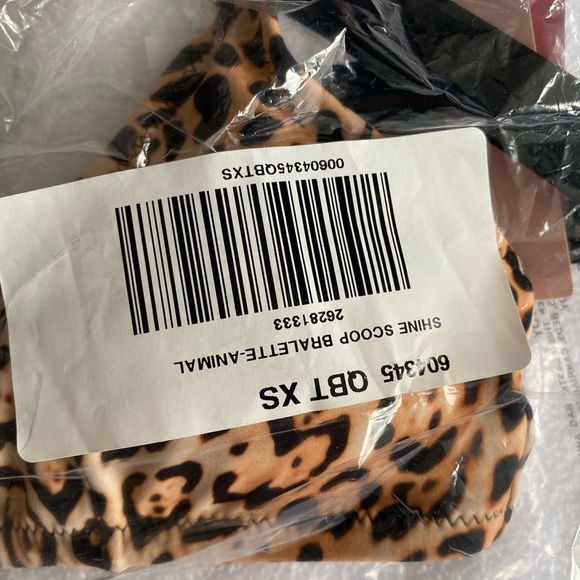 604345 QBT XS
SHINE SCOOP BRALETTE-ANIMAL
26281333
00604345QBTXS